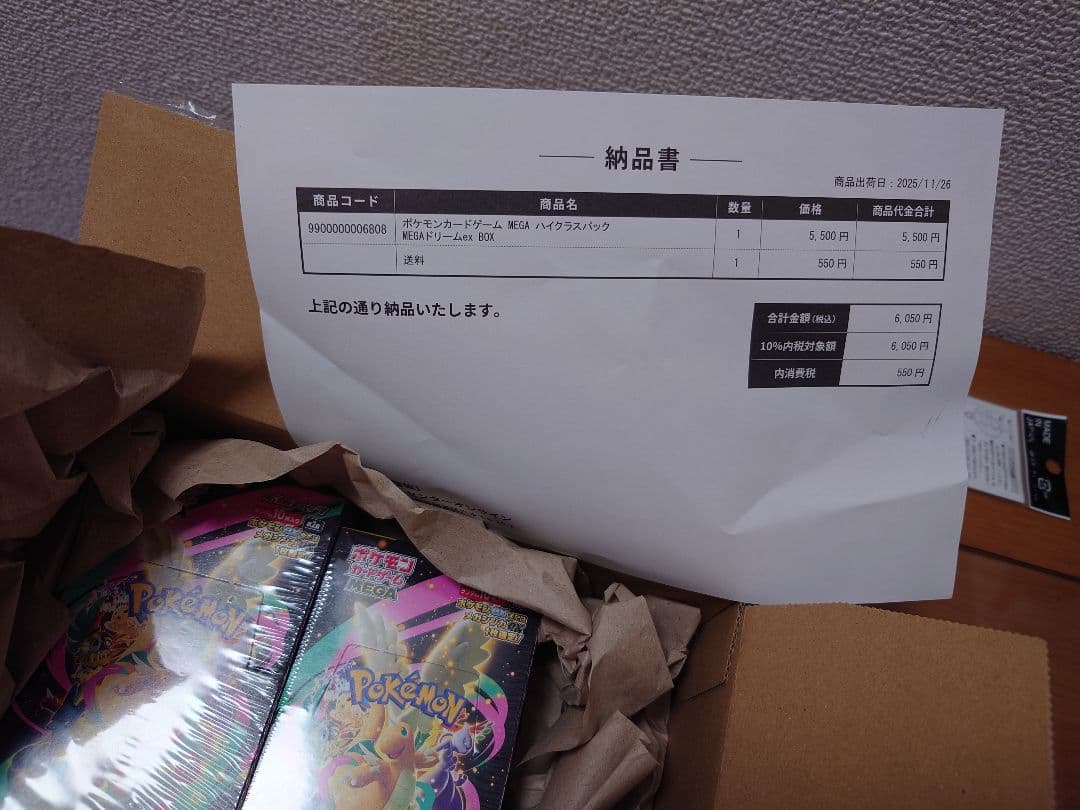 納品書
商品出荷日：2025/11/26
商品コード 商品名 数量 価格 商品代金合計
9900000006808 ポケモンカードゲーム MEGA ハイクラスパック 1 5,500 円 5,500 円
MEGAドリームex BOX
送料 1 550 円 550 円
上記の通り納品いたします。
合計金額(税込) 6,050 円
10%内税対象額 6,050 円
内消費税 550 円
MADE
IN
ポケモン
カードゲーム
MEGA
1枚確定!!
POKéMON
POKéMON